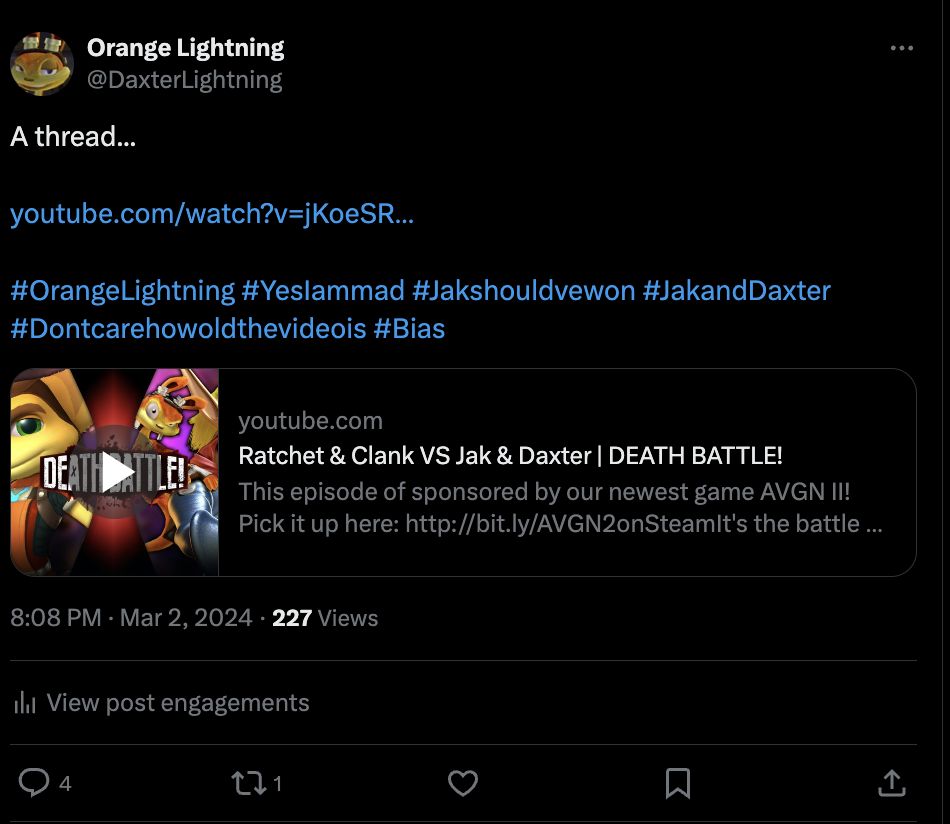 Orange Lightning
@DaxterLightning
A thread...
youtube.com/watch?v=jKoeSR...
#OrangeLightning #YesIammad #Jakshouldvewon #JakandDaxter
#Dontcarehowoldthevideois #Bias
DEATH BATTLE!
youtube.com
Ratchet & Clank VS Jak & Daxter | DEATH BATTLE!
This episode of sponsored by our newest game AVGN II!
Pick it up here: http://bit.ly/AVGN2onSteamIt's the battle ...
8:08 PM · Mar 2, 2024 · 227 Views
View post engagements
4 1